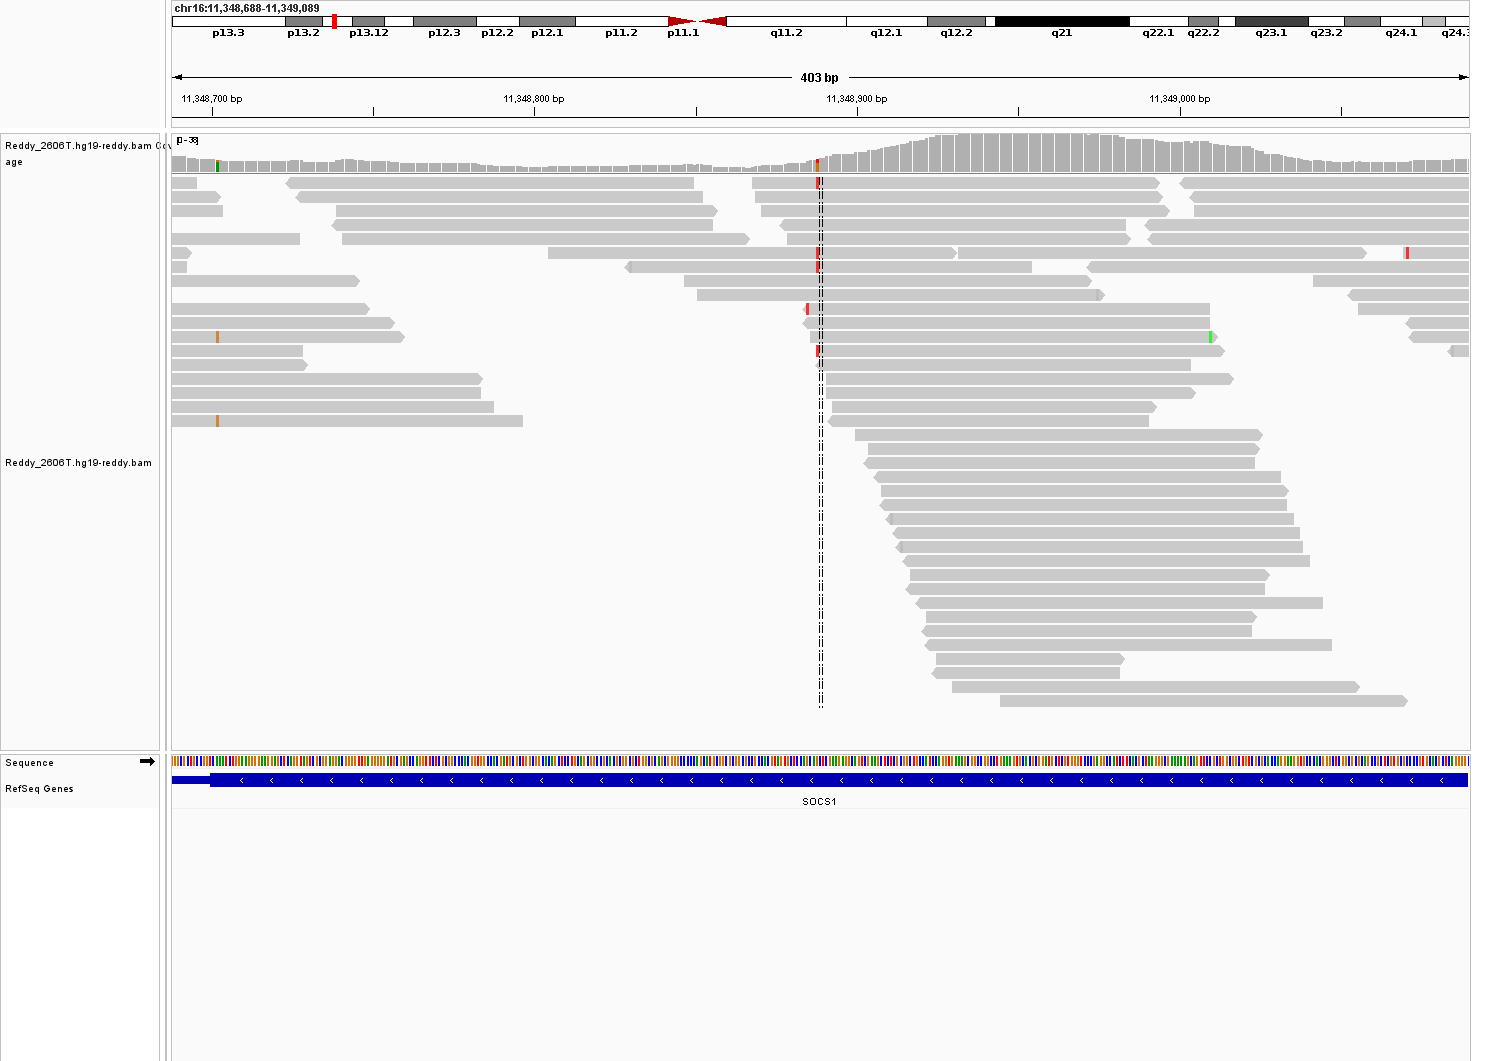 chr16:11,348,688-11,349,089
p13.3 p13.2 p13.12 p12.3 p12.2 p12.1 p11.2 p11.1 q11.2 q12.1 q12.2 q21 q22.1 q22.2 q23.1 q23.2 q24.1 q24.3
403 bp
11,348,700 bp 11,348,800 bp 11,348,900 bp 11,349,000 bp
[0 - 38]
Reddy_2606T.hg19-reddy.bam Cov
age
Reddy_2606T.hg19-reddy.bam
Sequence
RefSeq Genes
SOCS1